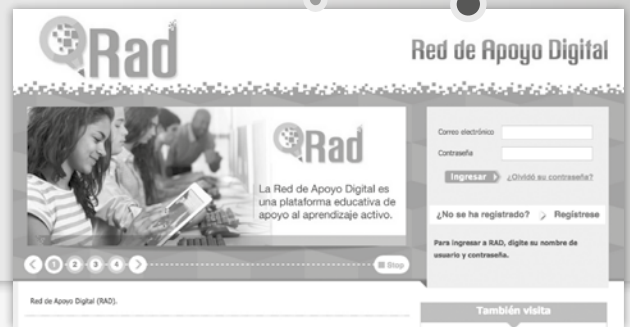 Rad
Red de Apoyo Digital
Rad
La Red de Apoyo Digital es
una plataforma educativa de
apoyo al aprendizaje activo.
1 2 3 4
Stop
Correo electrónico
Contraseña
Ingresar
¿Olvidó su contraseña?
¿No se ha registrado? Regístrese
Para ingresar a RAD, digite su nombre de
usuario y contraseña.
Red de Apoyo Digital (RAD).
También visita